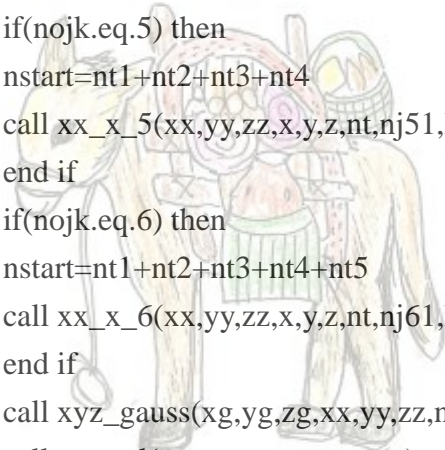 if(nojk.eq.5) then
nstart=nt1+nt2+nt3+nt4
call xx_x_5(xx,yy,zz,x,y,z,nt,nj51,
end if
if(nojk.eq.6) then
nstart=nt1+nt2+nt3+nt4+nt5
call xx_x_6(xx,yy,zz,x,y,z,nt,nj61,
end if
call xyz_gauss(xg,yg,zg,xx,yy,zz,n